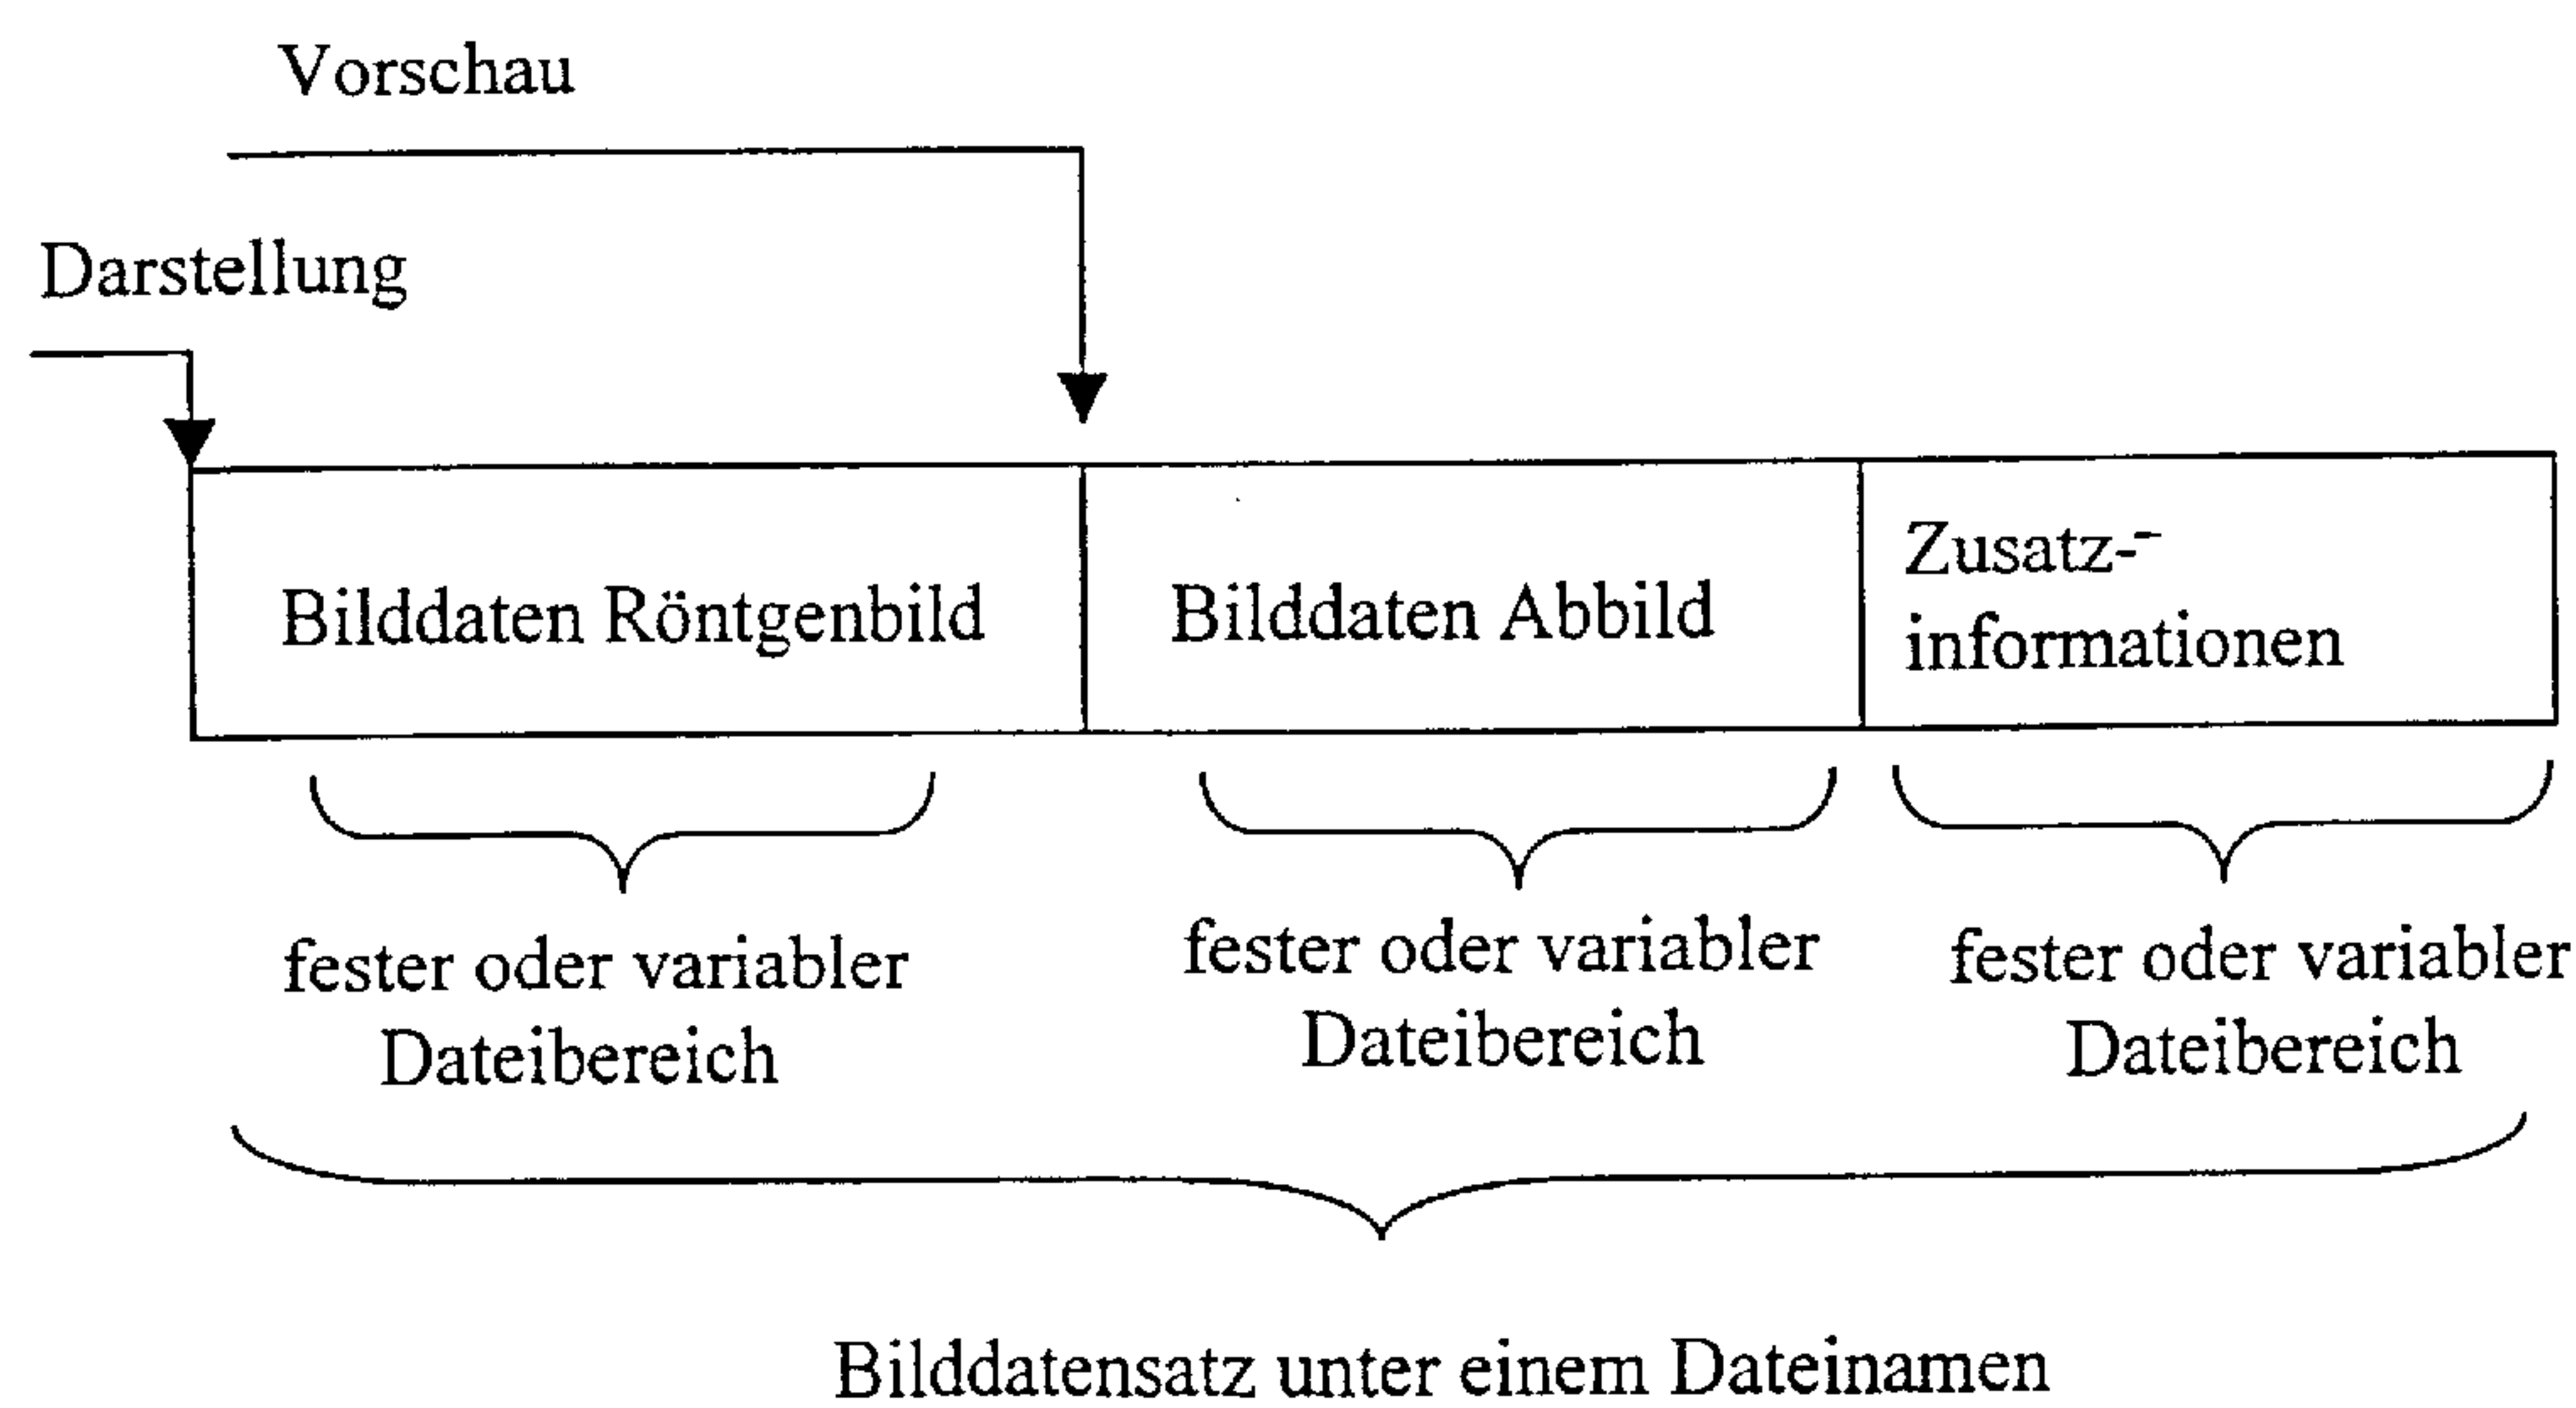 Vorschau
Darstellung
Bilddaten Röntgenbild
Bilddaten Abbild
Zusatz-
informationen
fester oder variabler
Dateibereich
fester oder variabler
Dateibereich
fester oder variabler
Dateibereich
Bilddatensatz unter einem Dateinamen